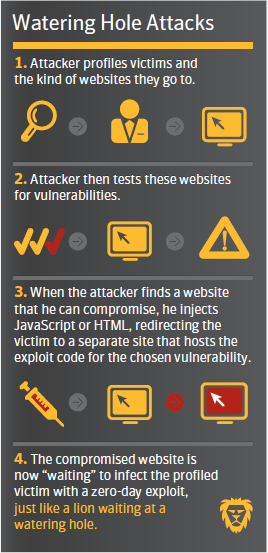 Watering Hole Attacks
1. Attacker profiles victims and
the kind of websites they go to.
2. Attacker then tests these websites
for vulnerabilities.
3. When the attacker finds a website
that he can compromise, he injects
JavaScript or HTML, redirecting the
victim to a separate site that hosts the
exploit code for the chosen vulnerability.
4. The compromised website is
now “waiting” to infect the profiled
victim with a zero-day exploit,
just like a lion waiting at a
watering hole.